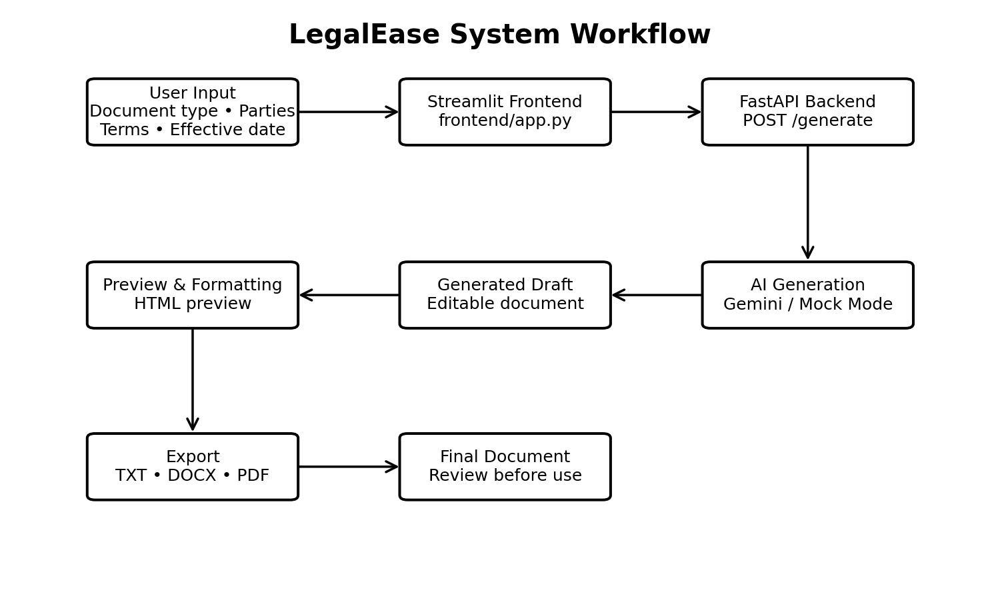 LegalEase System Workflow
User Input
Document type • Parties
Terms • Effective date
Streamlit Frontend
frontend/app.py
FastAPI Backend
POST /generate
AI Generation
Gemini / Mock Mode
Generated Draft
Editable document
Preview & Formatting
HTML preview
Export
TXT • DOCX • PDF
Final Document
Review before use